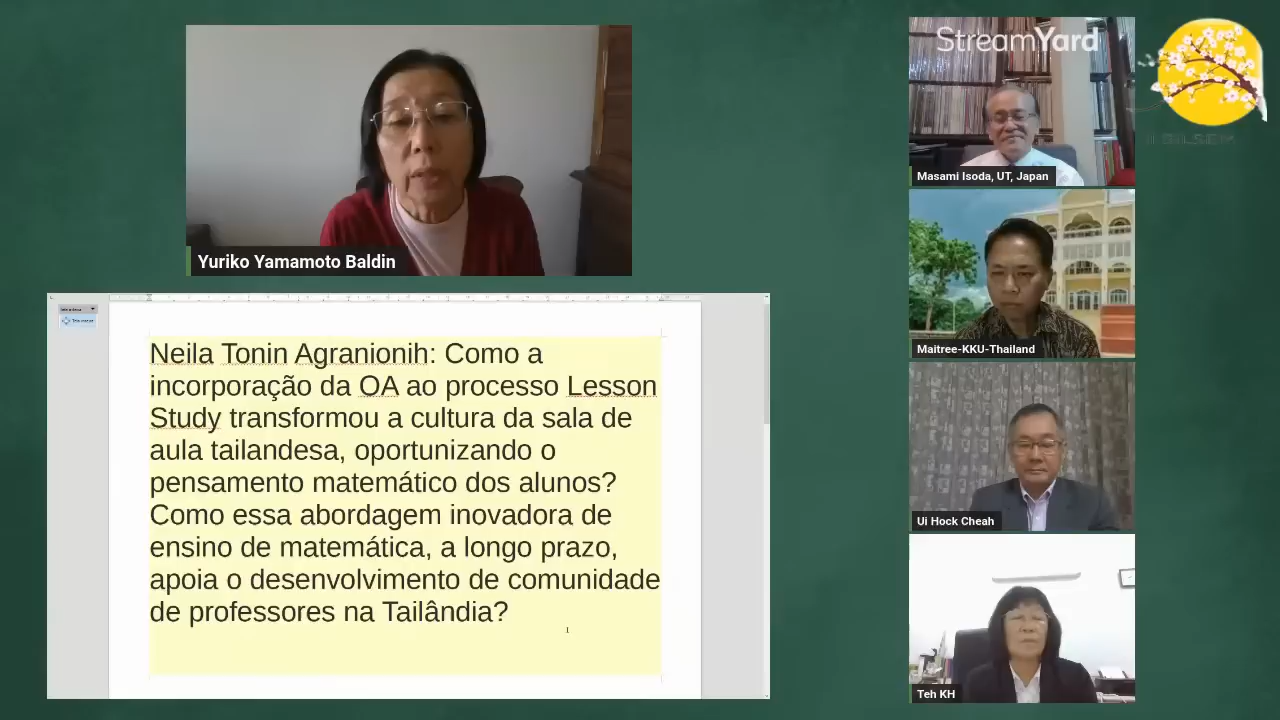 StreamYard
Yuriko Yamamoto Baldin
Masami Isoda, UT, Japan
Maitree-KKU-Thailand
Ui Hock Cheah
Teh KH
Neila Tonin Agranionih: Como a
incorporação da OA ao processo Lesson
Study transformou a cultura da sala de
aula tailandesa, oportunizando o
pensamento matemático dos alunos?
Como essa abordagem inovadora de
ensino de matemática, a longo prazo,
apoia o desenvolvimento de comunidade
de professores na Tailândia?